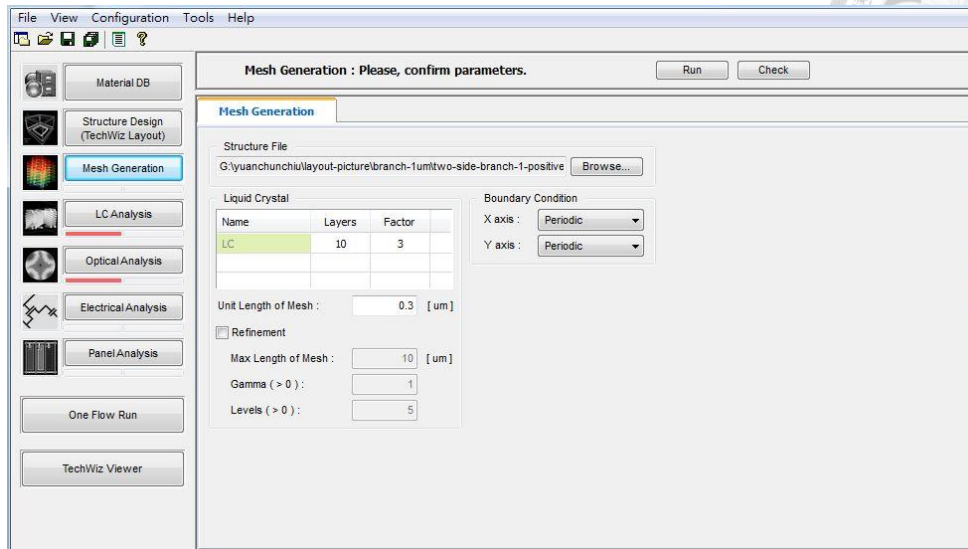 File View Configuration Tools Help
Mesh Generation : Please, confirm parameters.
Run
Check
Material DB
Structure Design
(TechWiz Layout)
Mesh Generation
LC Analysis
Optical Analysis
Electrical Analysis
Panel Analysis
One Flow Run
TechWiz Viewer
Mesh Generation
Structure File
G:\yuanchunchiu\layout-picture\branch-1um\two-side-branch-1-positive
Browse...
Liquid Crystal
Name Layers Factor
LC 10 3
Unit Length of Mesh : 0.3 [ um ]
Refinement
Max Length of Mesh : 10 [ um ]
Gamma ( > 0 ) : 1
Levels ( > 0 ) : 5
Boundary Condition
X axis : Periodic
Y axis : Periodic